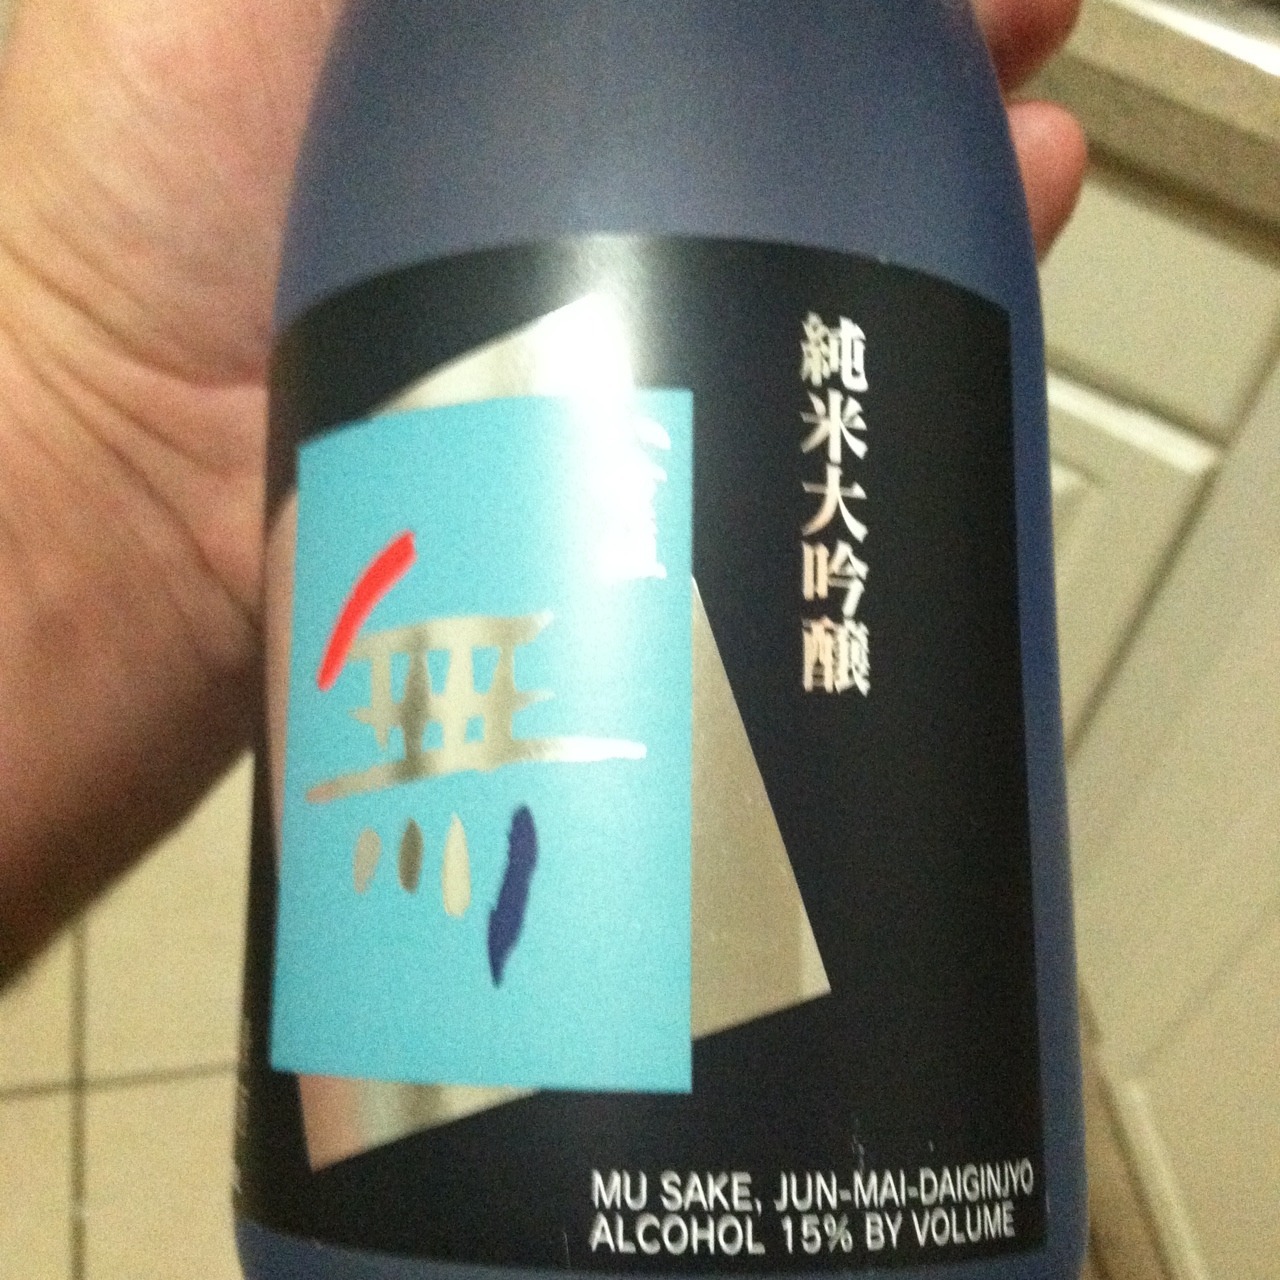 純米大吟醸
無
MU SAKE, JUN-MAI-DAIGINJYO
ALCOHOL 15% BY VOLUME